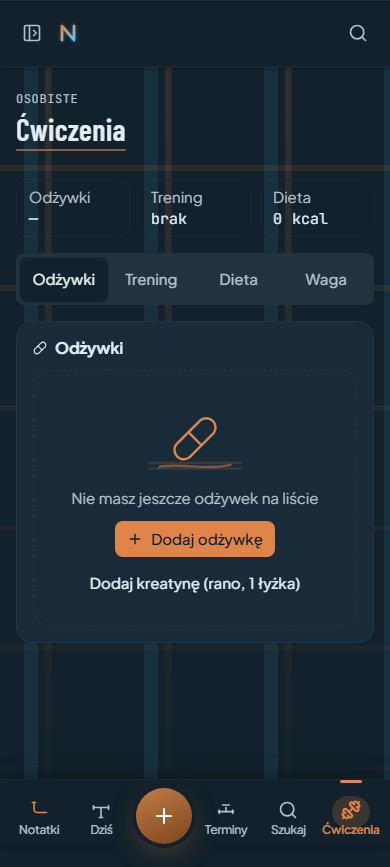 N
OSOBISTE
Ćwiczenia
Odżywki Trening Dieta
— brak 0 kcal
Odżywki Trening Dieta Waga
Odżywki
Nie masz jeszcze odżywek na liście
+ Dodaj odżywkę
Dodaj kreatynę (rano, 1 łyżka)
Notatki Dziś Terminy Szukaj Ćwiczenia